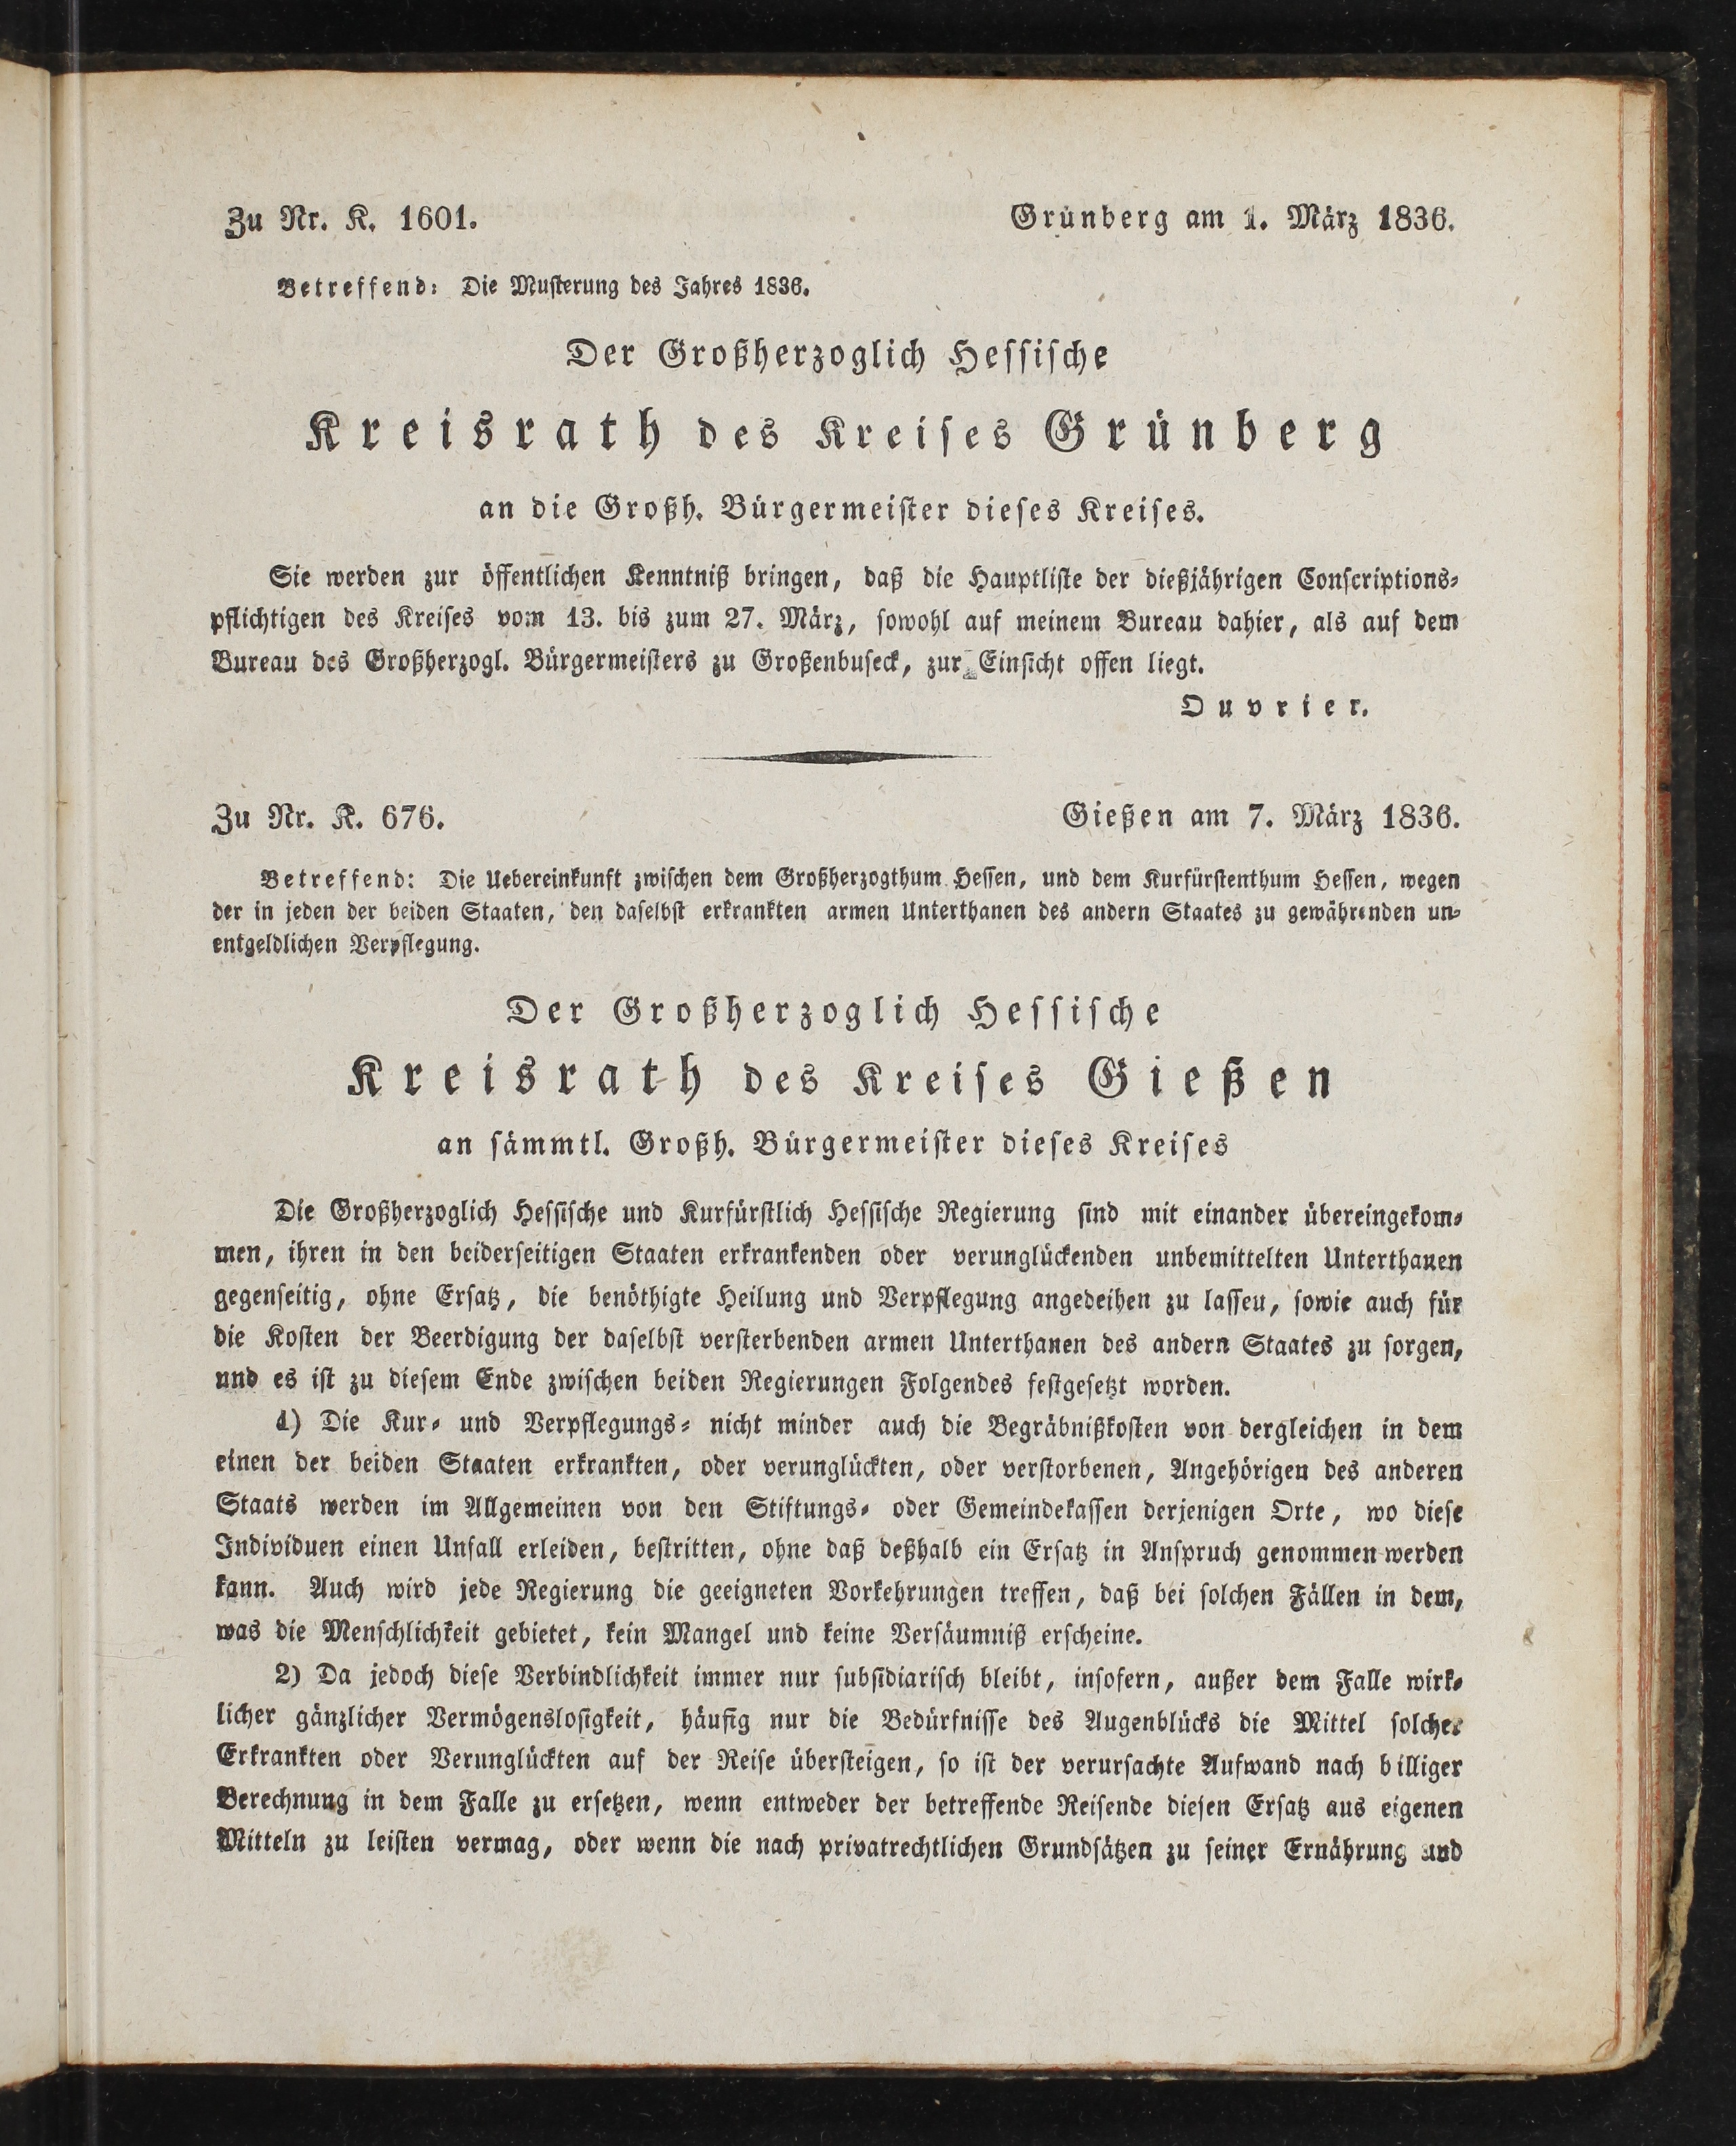 Zu Nr. K. 1601. Grünberg am 1. März 1836.
Betreffend: Die Musterung des Jahres 1836.
Der Großherzoglich Hessische
Kreisrath des Kreises Grünberg
an die Großh. Bürgermeister dieses Kreises.
Sie werden zur öffentlichen Kenntniß bringen, daß die Hauptliste der dießjährigen Conscriptions-
pflichtigen des Kreises vom 13. bis zum 27. März, sowohl auf meinem Bureau dahier, als auf dem
Bureau des Großherzogl. Bürgermeisters zu Großenbuseck, zur Einsicht offen liegt.
Ouvrier.
Zu Nr. K. 676. Gießen am 7. März 1836.
Betreffend: Die Uebereinkunft zwischen dem Großherzogthum Hessen, und dem Kurfürstenthum Hessen, wegen
der in jeden der beiden Staaten, den daselbst erkrankten armen Unterthanen des andern Staates zu gewährenden un-
entgeldlichen Verpflegung.
Der Großherzoglich Hessische
Kreisrath des Kreises Gießen
an sämmtl. Großh. Bürgermeister dieses Kreises
Die Großherzoglich Hessische und Kurfürstlich Hessische Regierung sind mit einander übereingekom-
men, ihren in den beiderseitigen Staaten erkrankenden oder verunglückenden unbemittelten Unterthanen
gegenseitig, ohne Ersatz, die benöthigte Heilung und Verpflegung angedeihen zu lassen, sowie auch für
die Kosten der Beerdigung der daselbst versterbenden armen Unterthanen des andern Staates zu sorgen,
und es ist zu diesem Ende zwischen beiden Regierungen Folgendes festgesetzt worden.
1) Die Kur- und Verpflegungs- nicht minder auch die Begräbnißkosten von dergleichen in dem
einen der beiden Staaten erkrankten, oder verunglückten, oder verstorbenen, Angehörigen des anderen
Staats werden im Allgemeinen von den Stiftungs- oder Gemeindekassen derjenigen Orte, wo diese
Individuen einen Unfall erleiden, bestritten, ohne daß deßhalb ein Ersatz in Anspruch genommen werden
kann. Auch wird jede Regierung die geeigneten Vorkehrungen treffen, daß bei solchen Fällen in dem,
was die Menschlichkeit gebietet, kein Mangel und keine Versäumniß erscheine.
2) Da jedoch diese Verbindlichkeit immer nur subsidiarisch bleibt, insofern, außer dem Falle wirk-
licher gänzlicher Vermögenslosigkeit, häufig nur die Bedürfnisse des Augenblücks die Mittel solcher
Erkrankten oder Verunglückten auf der Reise übersteigen, so ist der verursachte Aufwand nach billiger
Berechnung in dem Falle zu ersetzen, wenn entweder der betreffende Reisende diesen Ersatz aus eigenen
Mitteln zu leisten vermag, oder wenn die nach privatrechtlichen Grundsätzen zu seiner Ernährung und